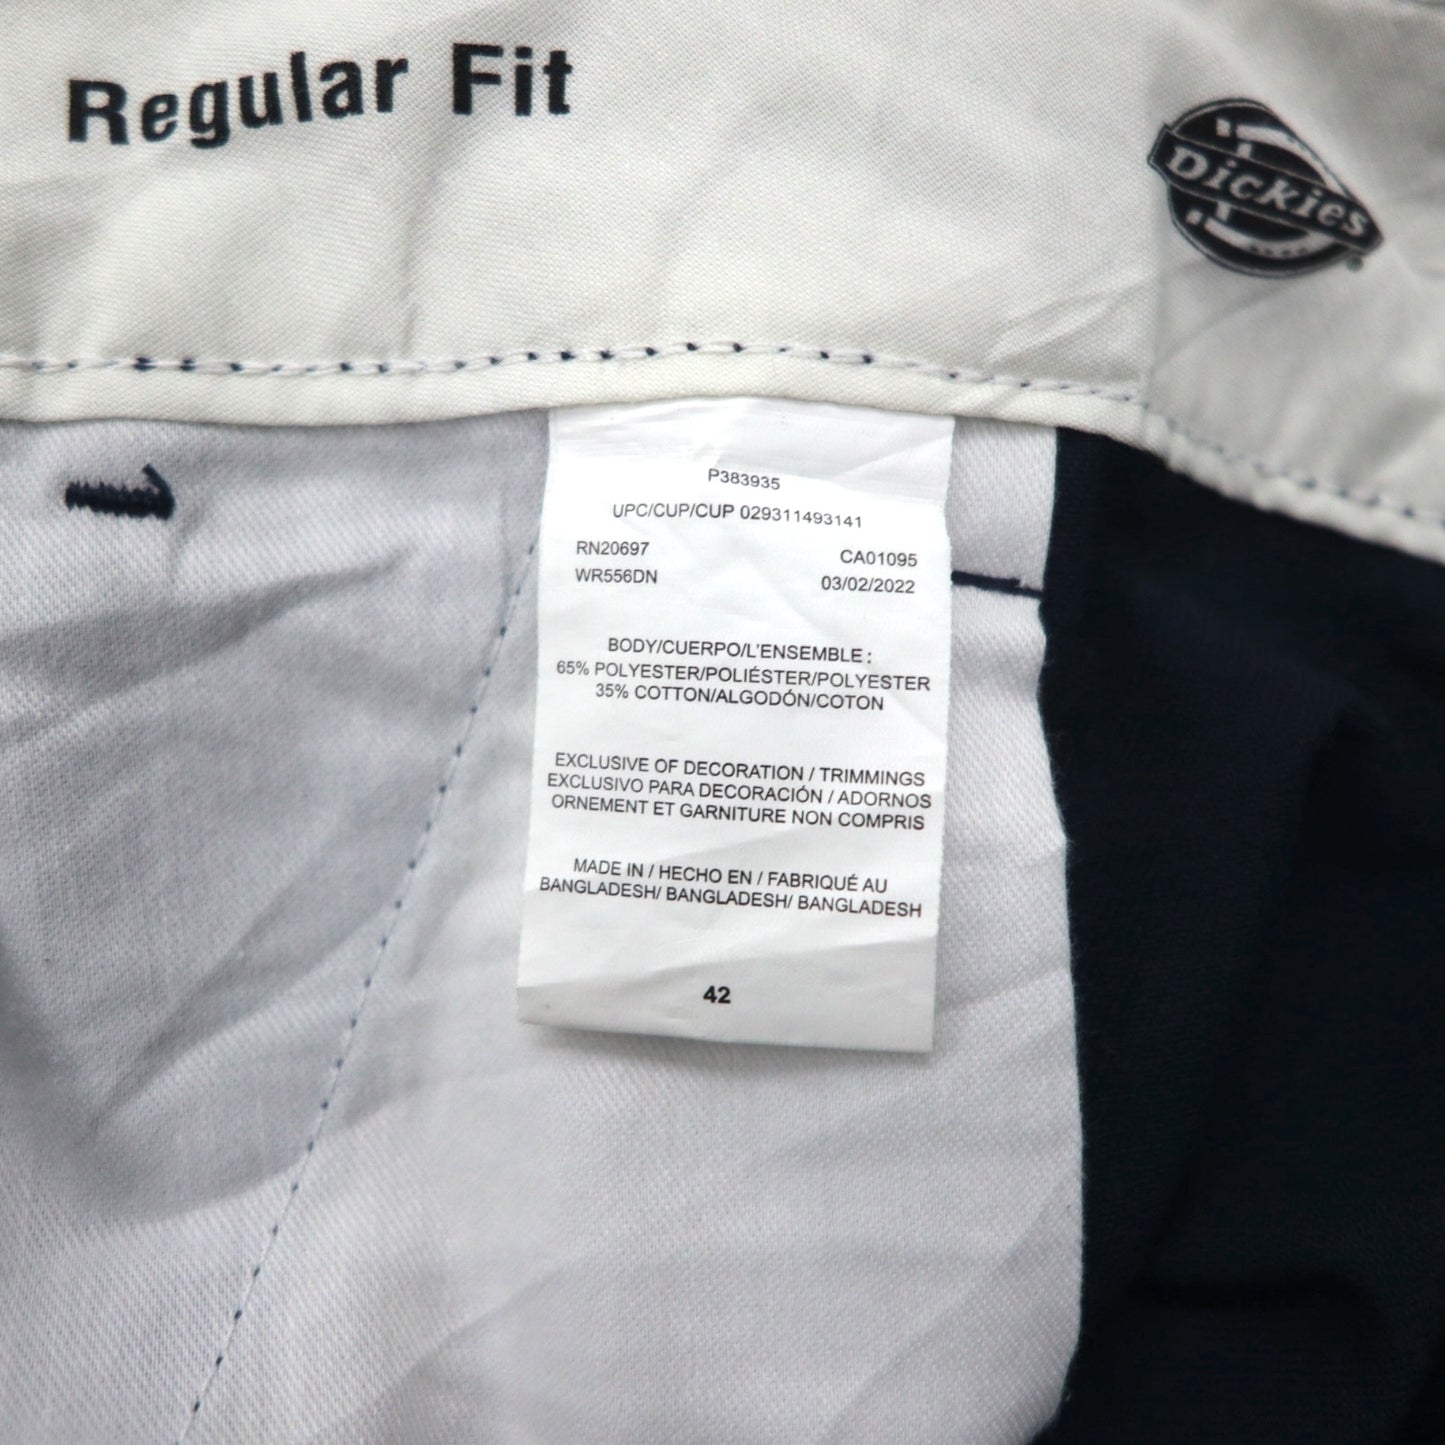 Regular Fit
Dickies
P383935
UPC/CUP/CUP 029311493141
RN20697 CA01095
WR556DN 03/02/2022
BODY/CUERPO/L'ENSEMBLE :
65% POLYESTER/POLIÉSTER/POLYESTER
35% COTTON/ALGODÓN/COTON
EXCLUSIVE OF DECORATION / TRIMMINGS
EXCLUSIVO PARA DECORACIÓN / ADORNOS
ORNEMENT ET GARNITURE NON COMPRIS
MADE IN / HECHO EN / FABRIQUÉ AU
BANGLADESH/ BANGLADESH/ BANGLADESH
42